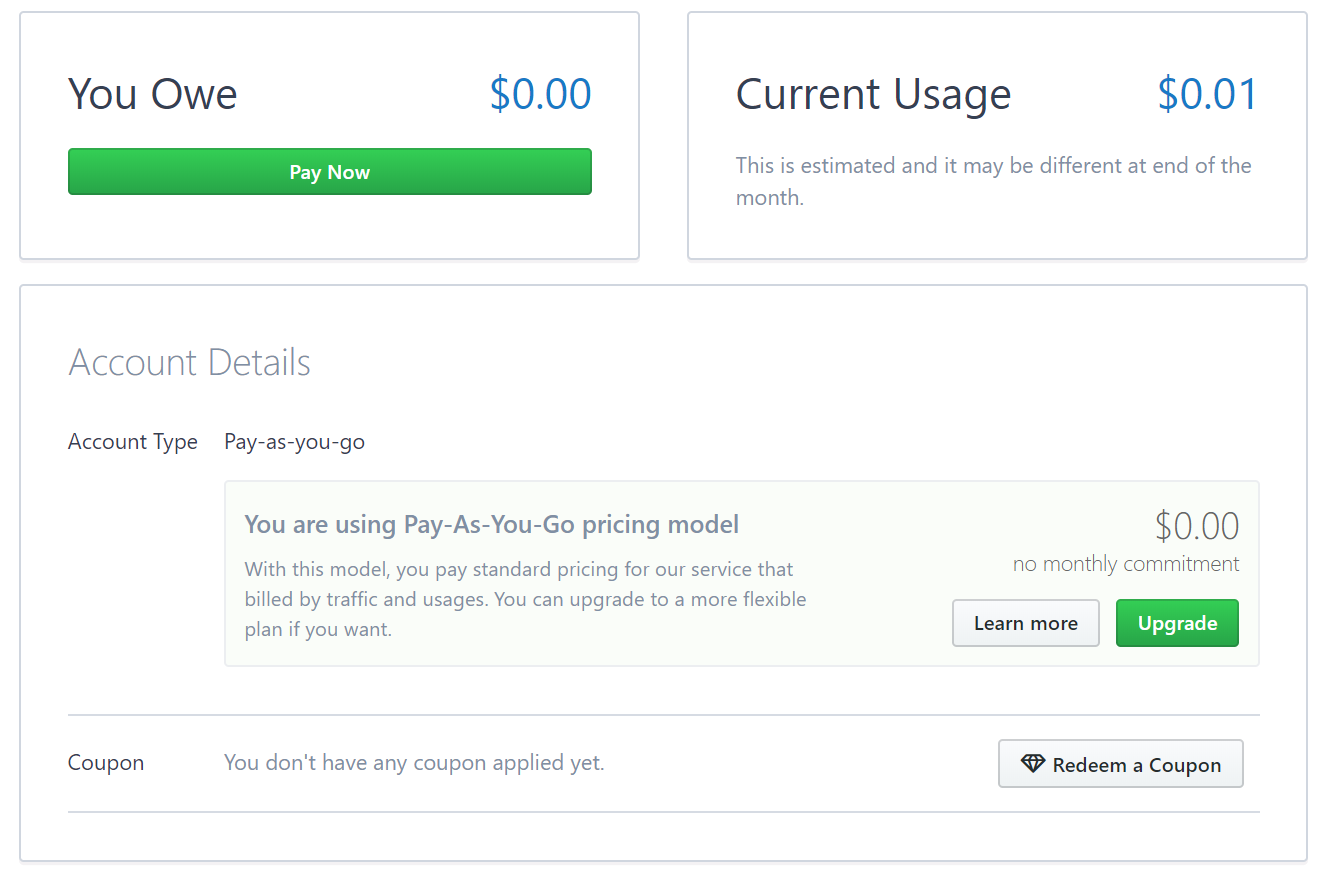 You Owe $0.00
Pay Now
Current Usage $0.01
This is estimated and it may be different at end of the
month.
Account Details
Account Type Pay-as-you-go
You are using Pay-As-You-Go pricing model
With this model, you pay standard pricing for our service that
billed by traffic and usages. You can upgrade to a more flexible
plan if you want.
$0.00
no monthly commitment
Learn more Upgrade
Coupon You don't have any coupon applied yet. Redeem a Coupon